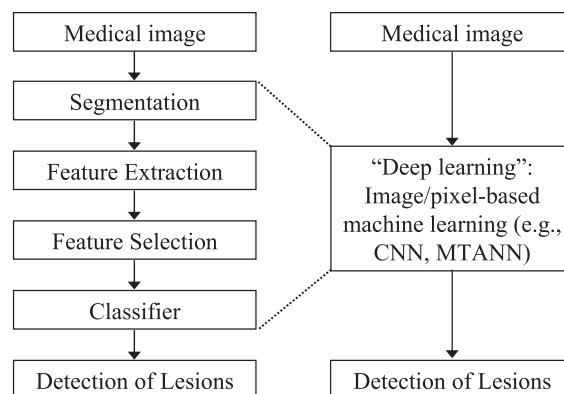 Medical image
Segmentation
Feature Extraction
Feature Selection
Classifier
Detection of Lesions
Medical image
“Deep learning”:
Image/pixel-based
machine learning (e.g.,
CNN, MTANN)
Detection of Lesions